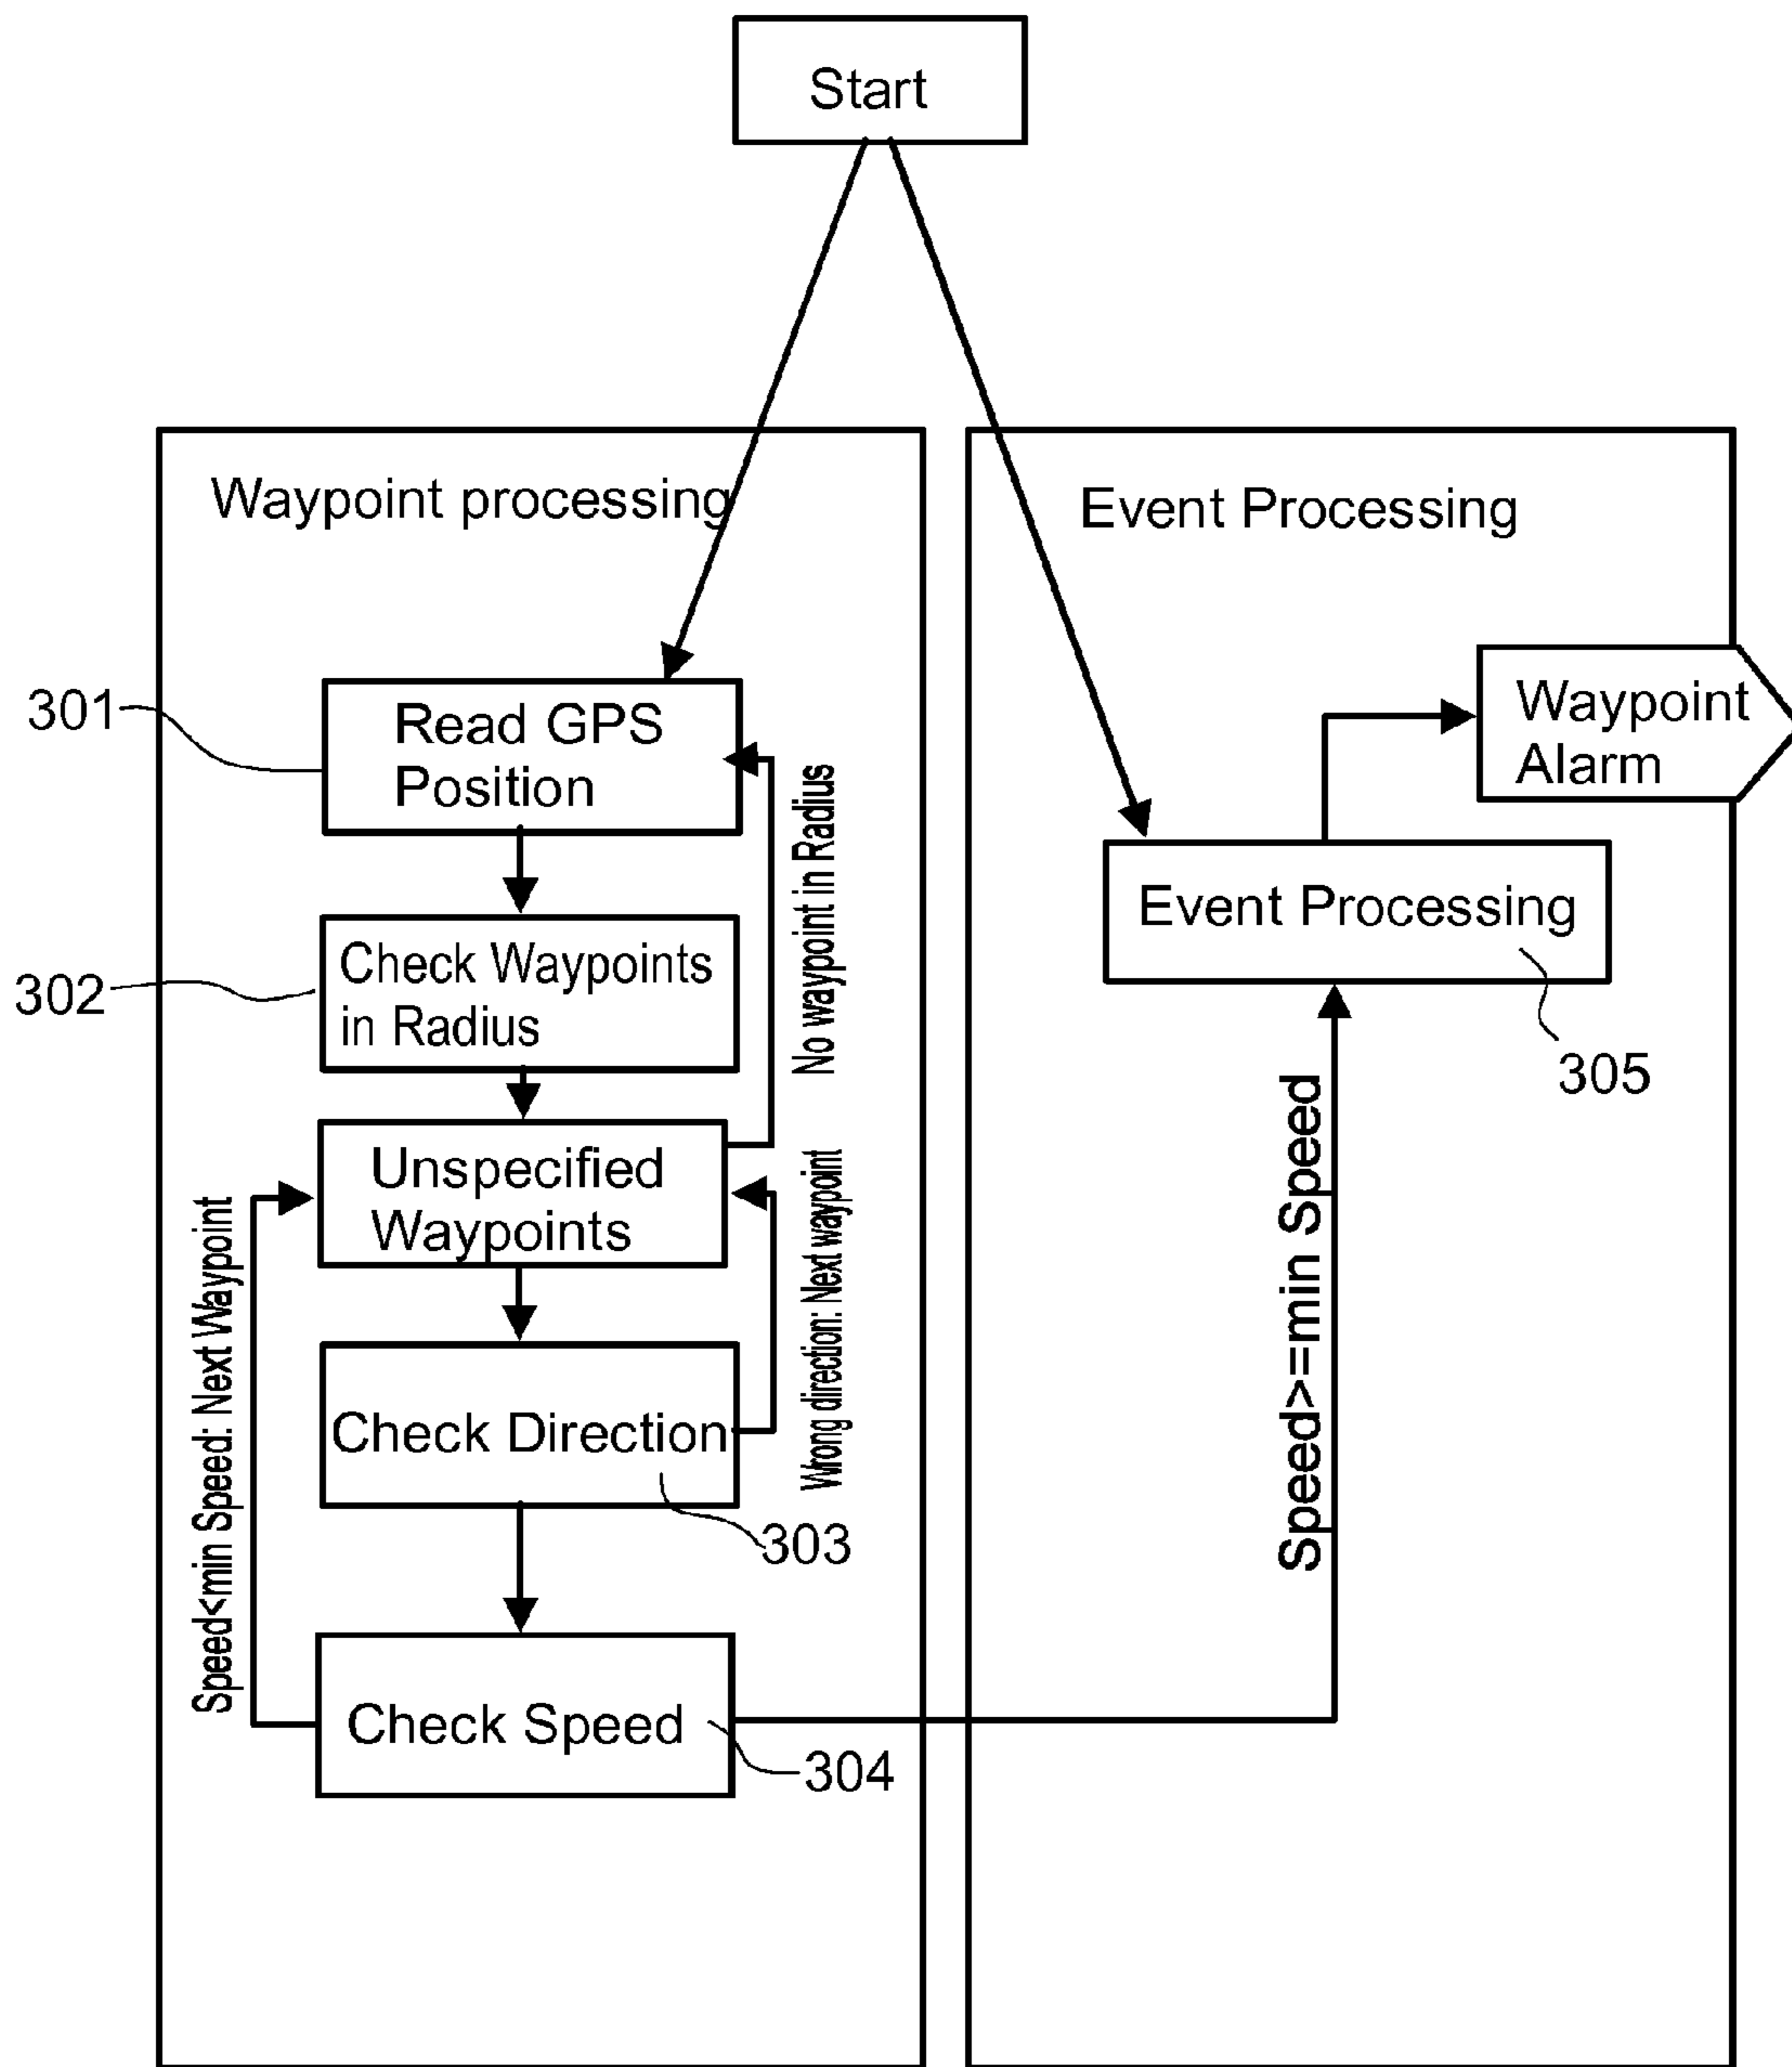 Start
Waypoint processing
Event Processing
301
Read GPS
Position
No waypoint in Radius
Waypoint
Alarm
302
Check Waypoints
in Radius
Event Processing
305
Unspecified
Waypoints
Speed<min Speed: Next Waypoint
Wrong direction: Next waypoint
Speed>=min Speed
Check Direction
303
Check Speed
304